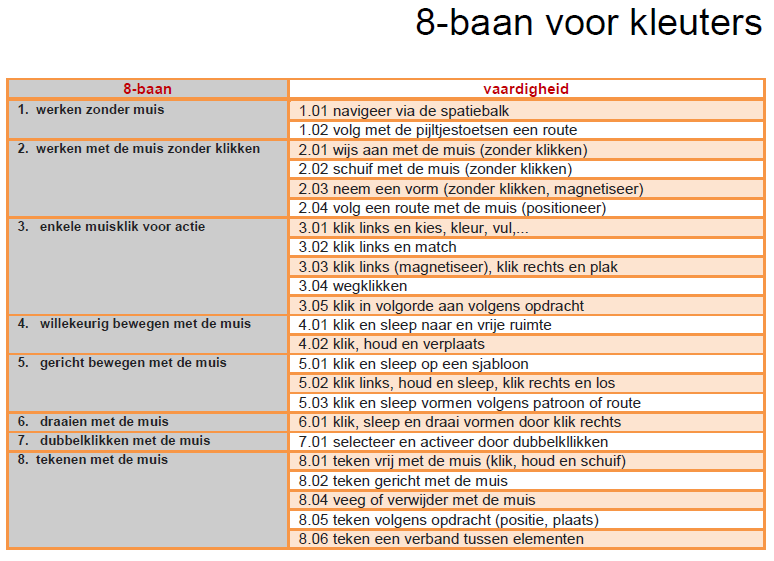 8-baan voor kleuters
8-baan vaardigheid
1. werken zonder muis 1.01 navigeer via de spatiebalk
1.02 volg met de pijltjestoetsen een route
2. werken met de muis zonder klikken 2.01 wijs aan met de muis (zonder klikken)
2.02 schuif met de muis (zonder klikken)
2.03 neem een vorm (zonder klikken, magnetiseer)
2.04 volg een route met de muis (positioneer)
3. enkele muisklik voor actie 3.01 klik links en kies, kleur, vul,...
3.02 klik links en match
3.03 klik links (magnetiseer), klik rechts en plak
3.04 wegklikken
3.05 klik in volgorde aan volgens opdracht
4. willekeurig bewegen met de muis 4.01 klik en sleep naar en vrije ruimte
4.02 klik, houd en verplaats
5. gericht bewegen met de muis 5.01 klik en sleep op een sjabloon
5.02 klik links, houd en sleep, klik rechts en los
5.03 klik en sleep vormen volgens patroon of route
6. draaien met de muis 6.01 klik, sleep en draai vormen door klik rechts
7. dubbelklikken met de muis 7.01 selecteer en activeer door dubbelkllikken
8. tekenen met de muis 8.01 teken vrij met de muis (klik, houd en schuif)
8.02 teken gericht met de muis
8.04 veeg of verwijder met de muis
8.05 teken volgens opdracht (positie, plaats)
8.06 teken een verband tussen elementen